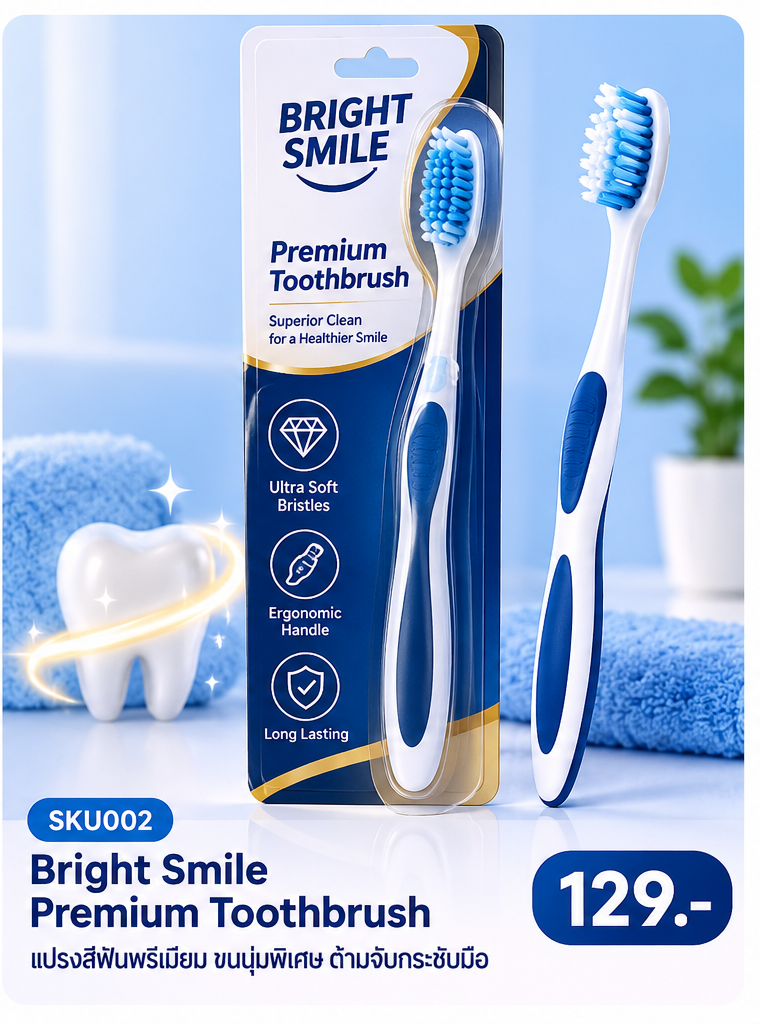 BRIGHT
SMILE
Premium
Toothbrush
Superior Clean
for a Healthier Smile
Ultra Soft
Bristles
Ergonomic
Handle
Long Lasting
SKU002
Bright Smile
Premium Toothbrush
129.-
แปรงสีฟันพรีเมียม ขนนุ่มพิเศษ ด้ามจับกระชับมือ